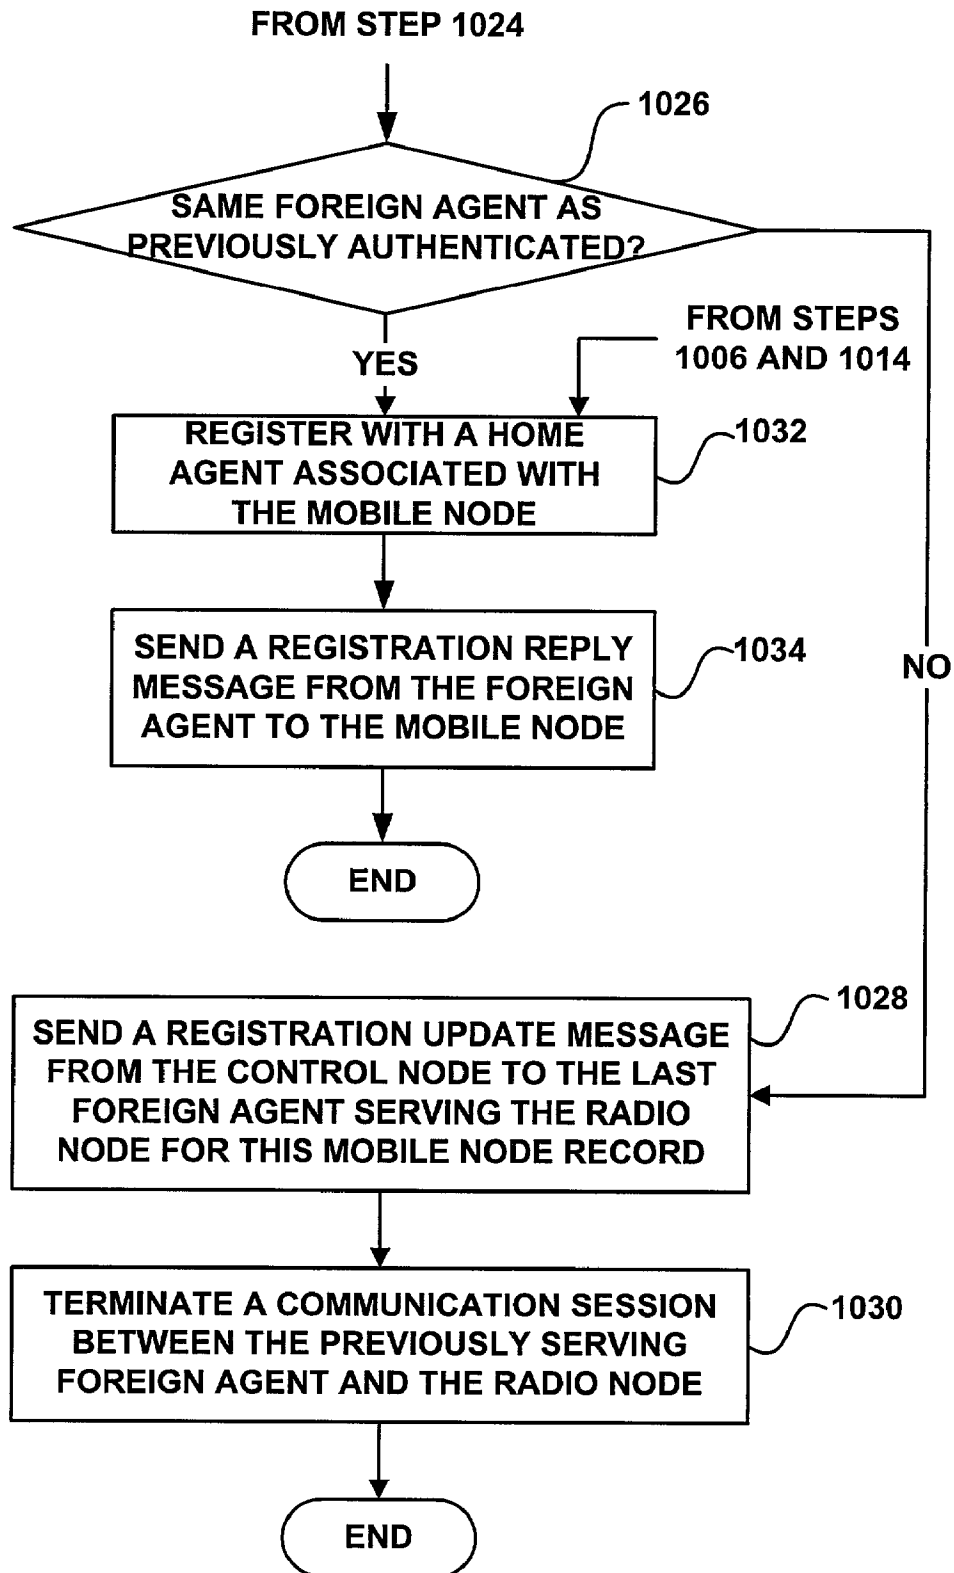 FROM STEP 1024
1026
SAME FOREIGN AGENT AS
PREVIOUSLY AUTHENTICATED?
FROM STEPS
1006 AND 1014
YES
REGISTER WITH A HOME
AGENT ASSOCIATED WITH
THE MOBILE NODE
1032
SEND A REGISTRATION REPLY
MESSAGE FROM THE FOREIGN
AGENT TO THE MOBILE NODE
1034
NO
END
SEND A REGISTRATION UPDATE MESSAGE
FROM THE CONTROL NODE TO THE LAST
FOREIGN AGENT SERVING THE RADIO
NODE FOR THIS MOBILE NODE RECORD
1028
TERMINATE A COMMUNICATION SESSION
BETWEEN THE PREVIOUSLY SERVING
FOREIGN AGENT AND THE RADIO NODE
1030
END